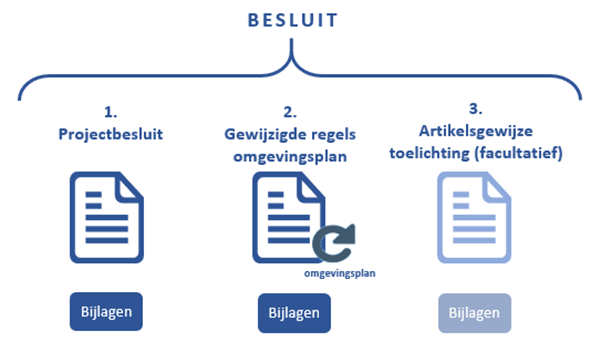 BESLUIT
1.
Projectbesluit
2.
Gewijzigde regels
omgevingsplan
3.
Artikelsgewijze
toelichting (facultatief)
omgevingsplan
Bijlagen
Bijlagen
Bijlagen